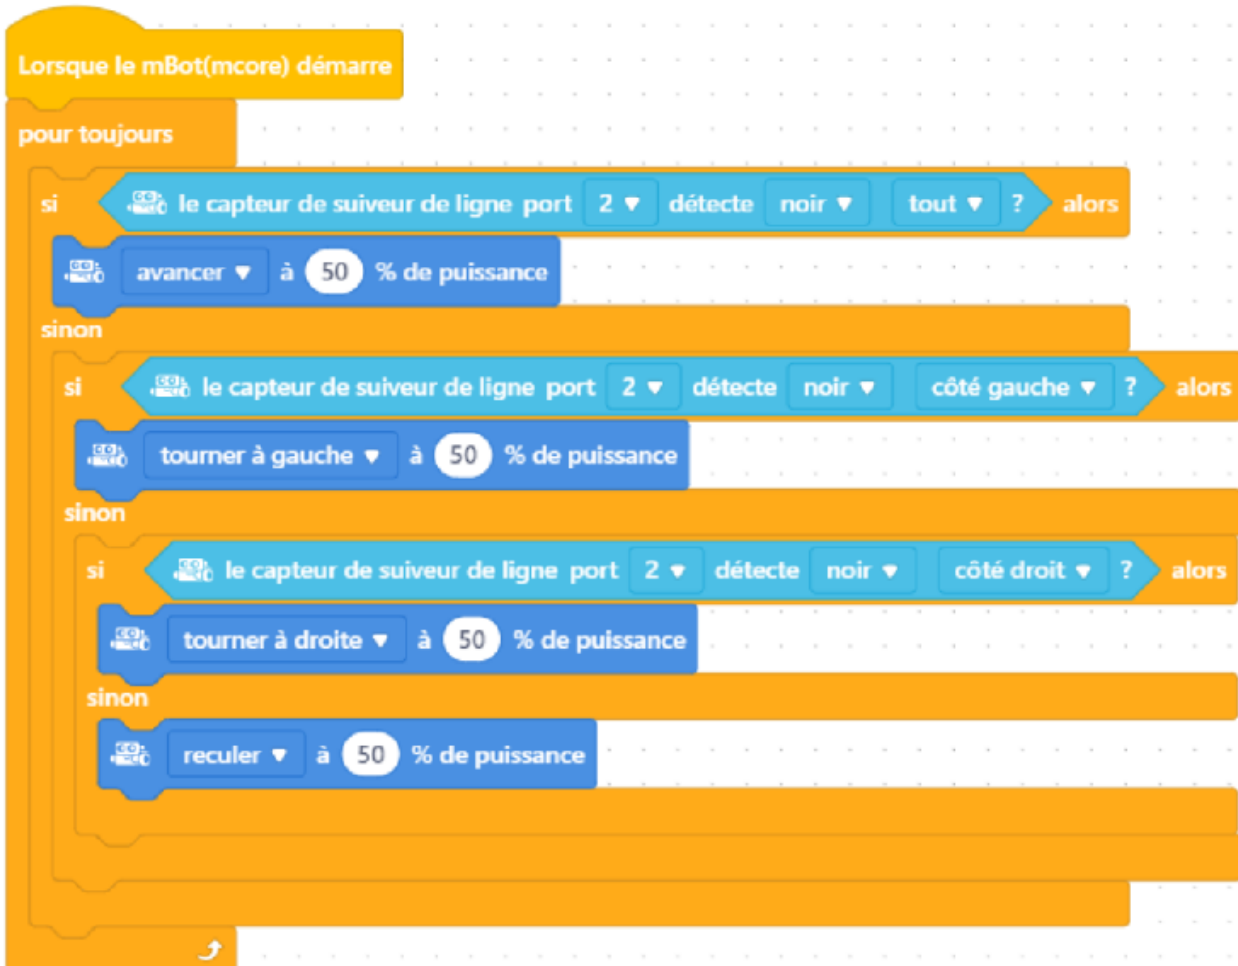 Lorsque le mBot(mcore) démarre
pour toujours
si le capteur de suiveur de ligne port 2 détecte noir tout ? alors
avancer à 50 % de puissance
sinon
si le capteur de suiveur de ligne port 2 détecte noir côté gauche ? alors
tourner à gauche à 50 % de puissance
sinon
si le capteur de suiveur de ligne port 2 détecte noir côté droit ? alors
tourner à droite à 50 % de puissance
sinon
reculer à 50 % de puissance